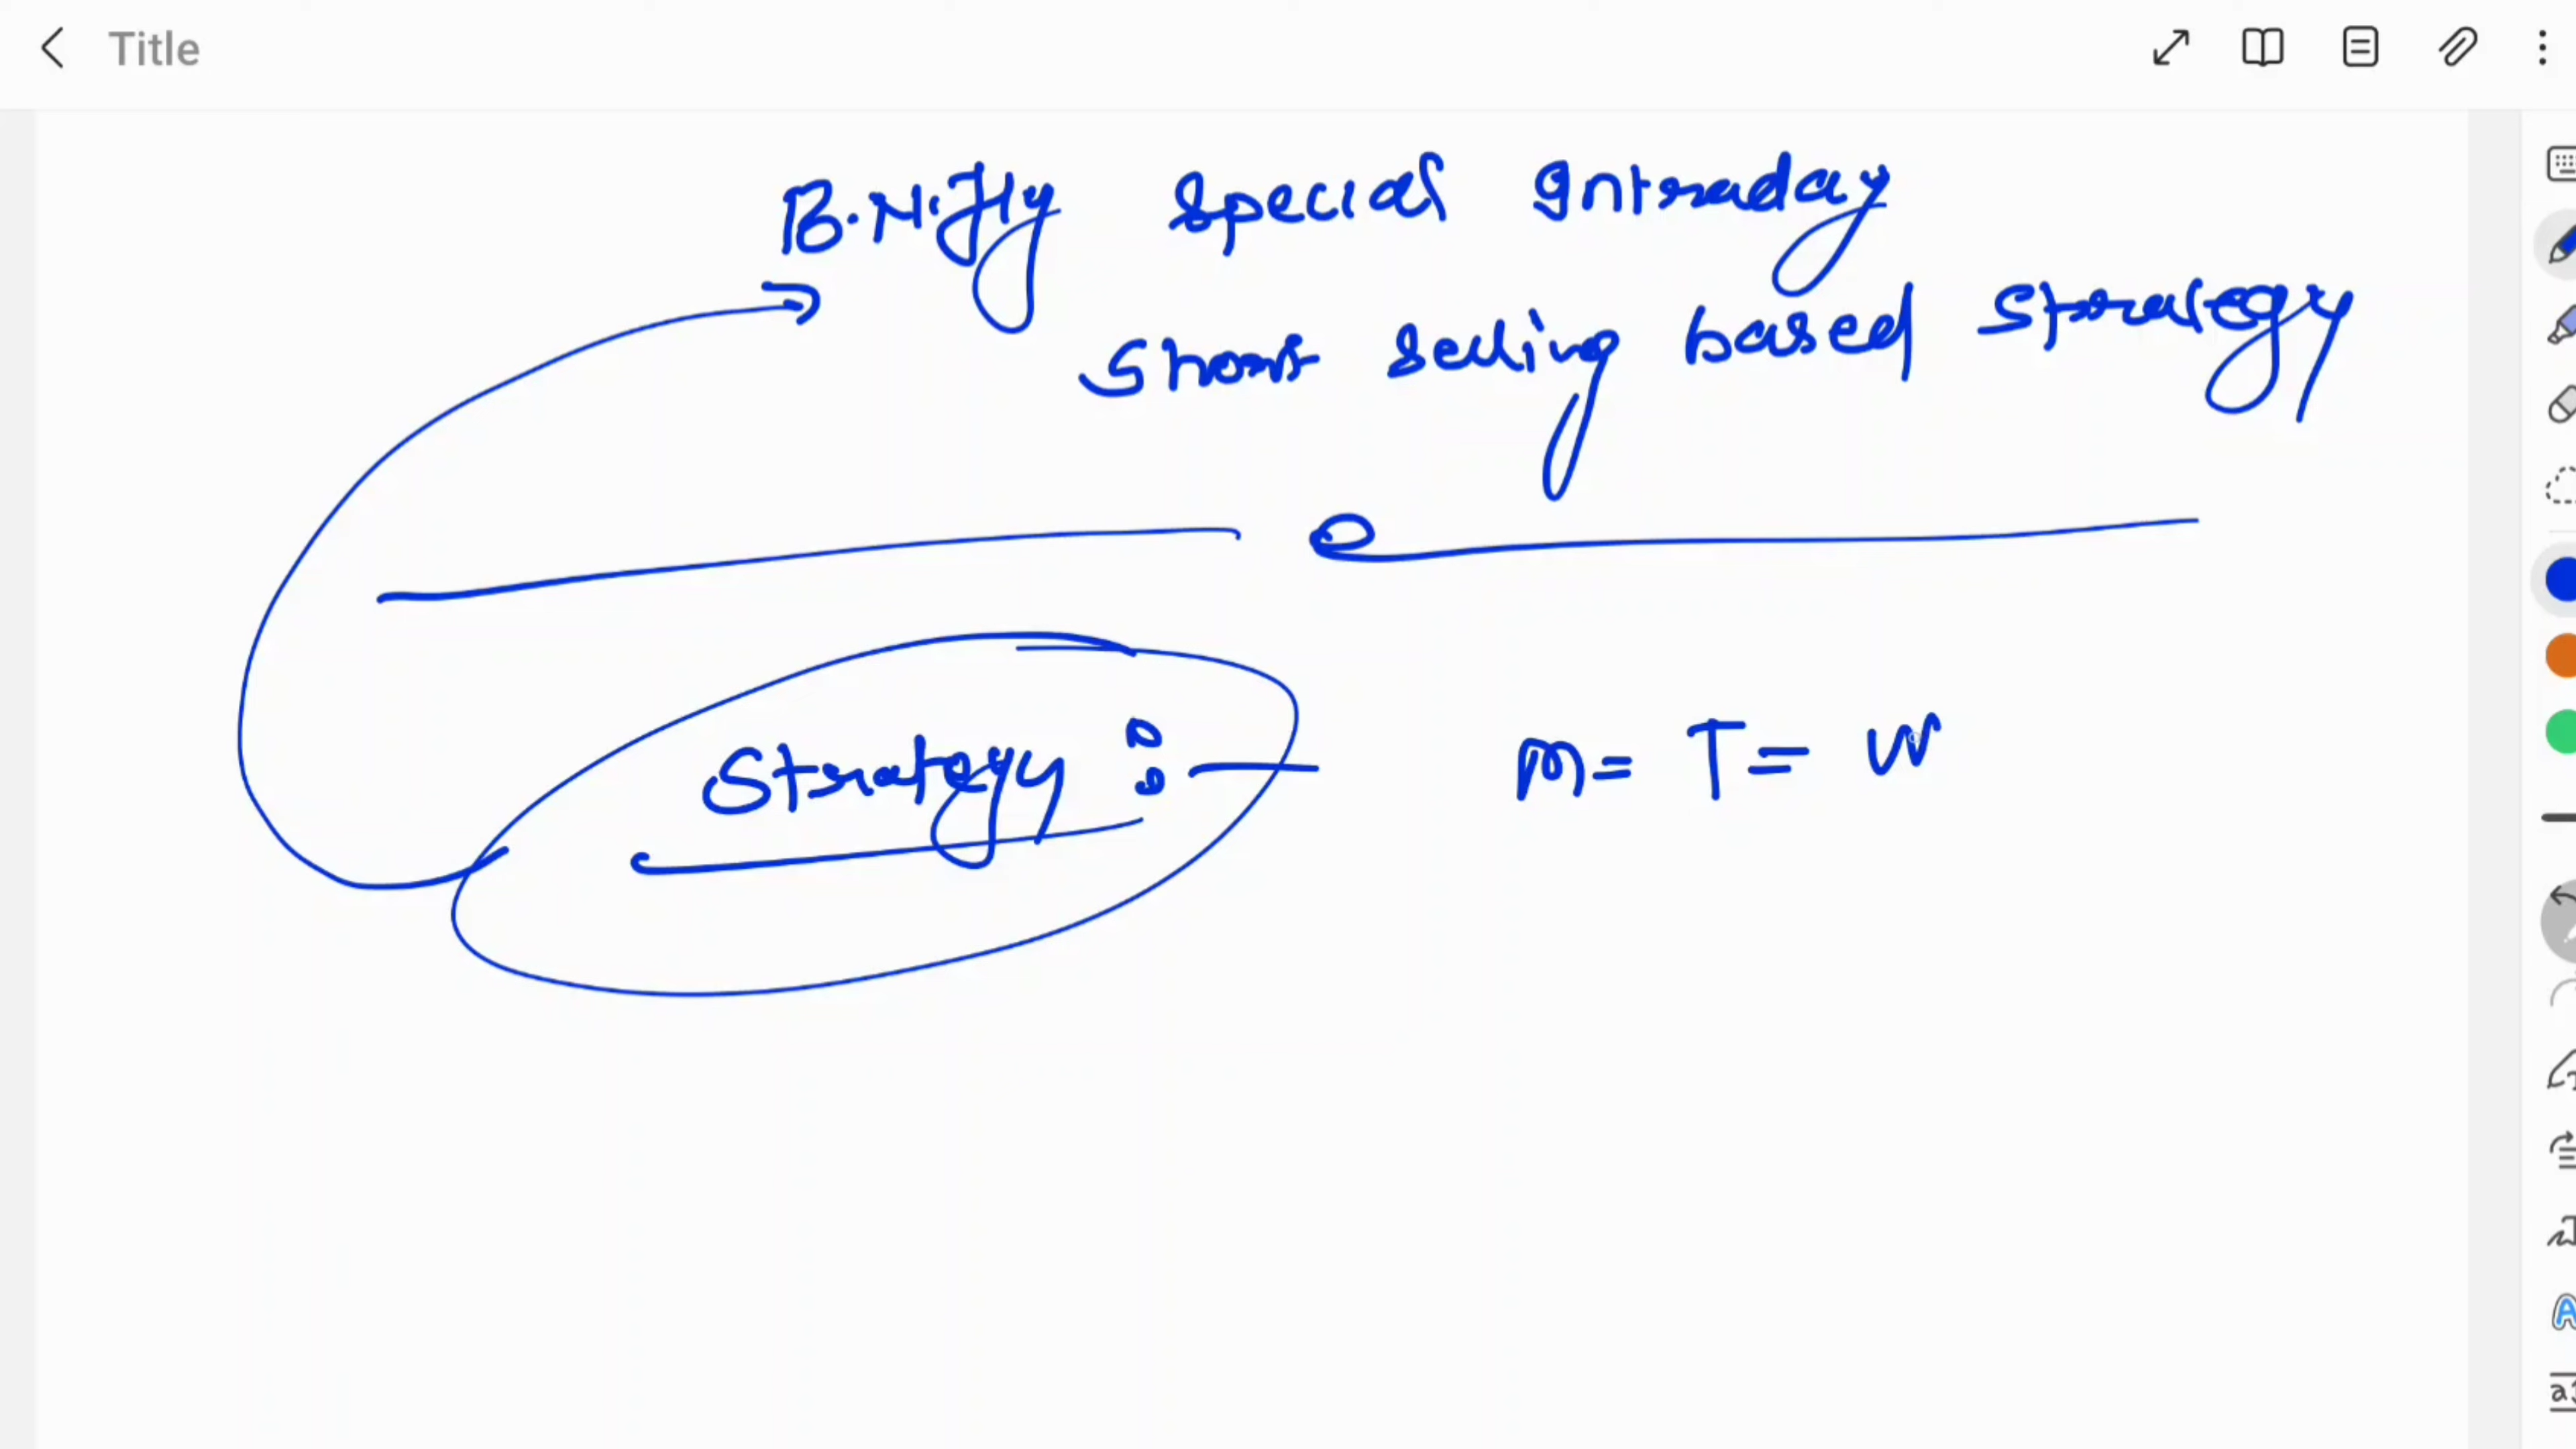 Title
B.Nifty special Intraday
Short selling based strategy
Strategy :- M= T= W